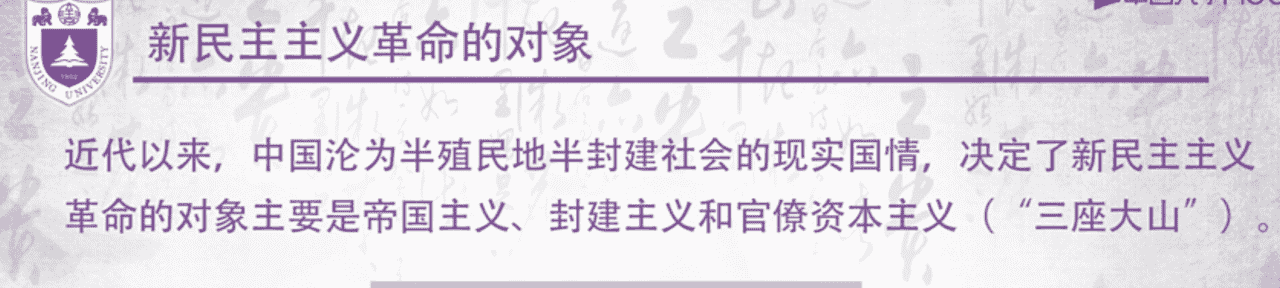 新民主主义革命的对象
NANJING UNIVERSITY
1902
近代以来，中国沦为半殖民地半封建社会的现实国情，决定了新民主主义
革命的对象主要是帝国主义、封建主义和官僚资本主义（“三座大山”）。